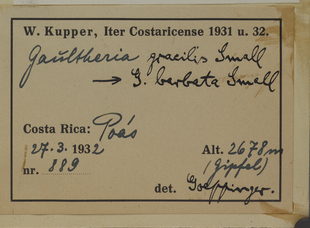 W. Kupper, Iter Costaricense 1931 u. 32.
Gaultheria gracilis Small
→ G. barbata Small
Costa Rica: Poás
27.3.1932 Alt. 2678 m
nr. 889 (Gipfel)
det. Goeppinger.